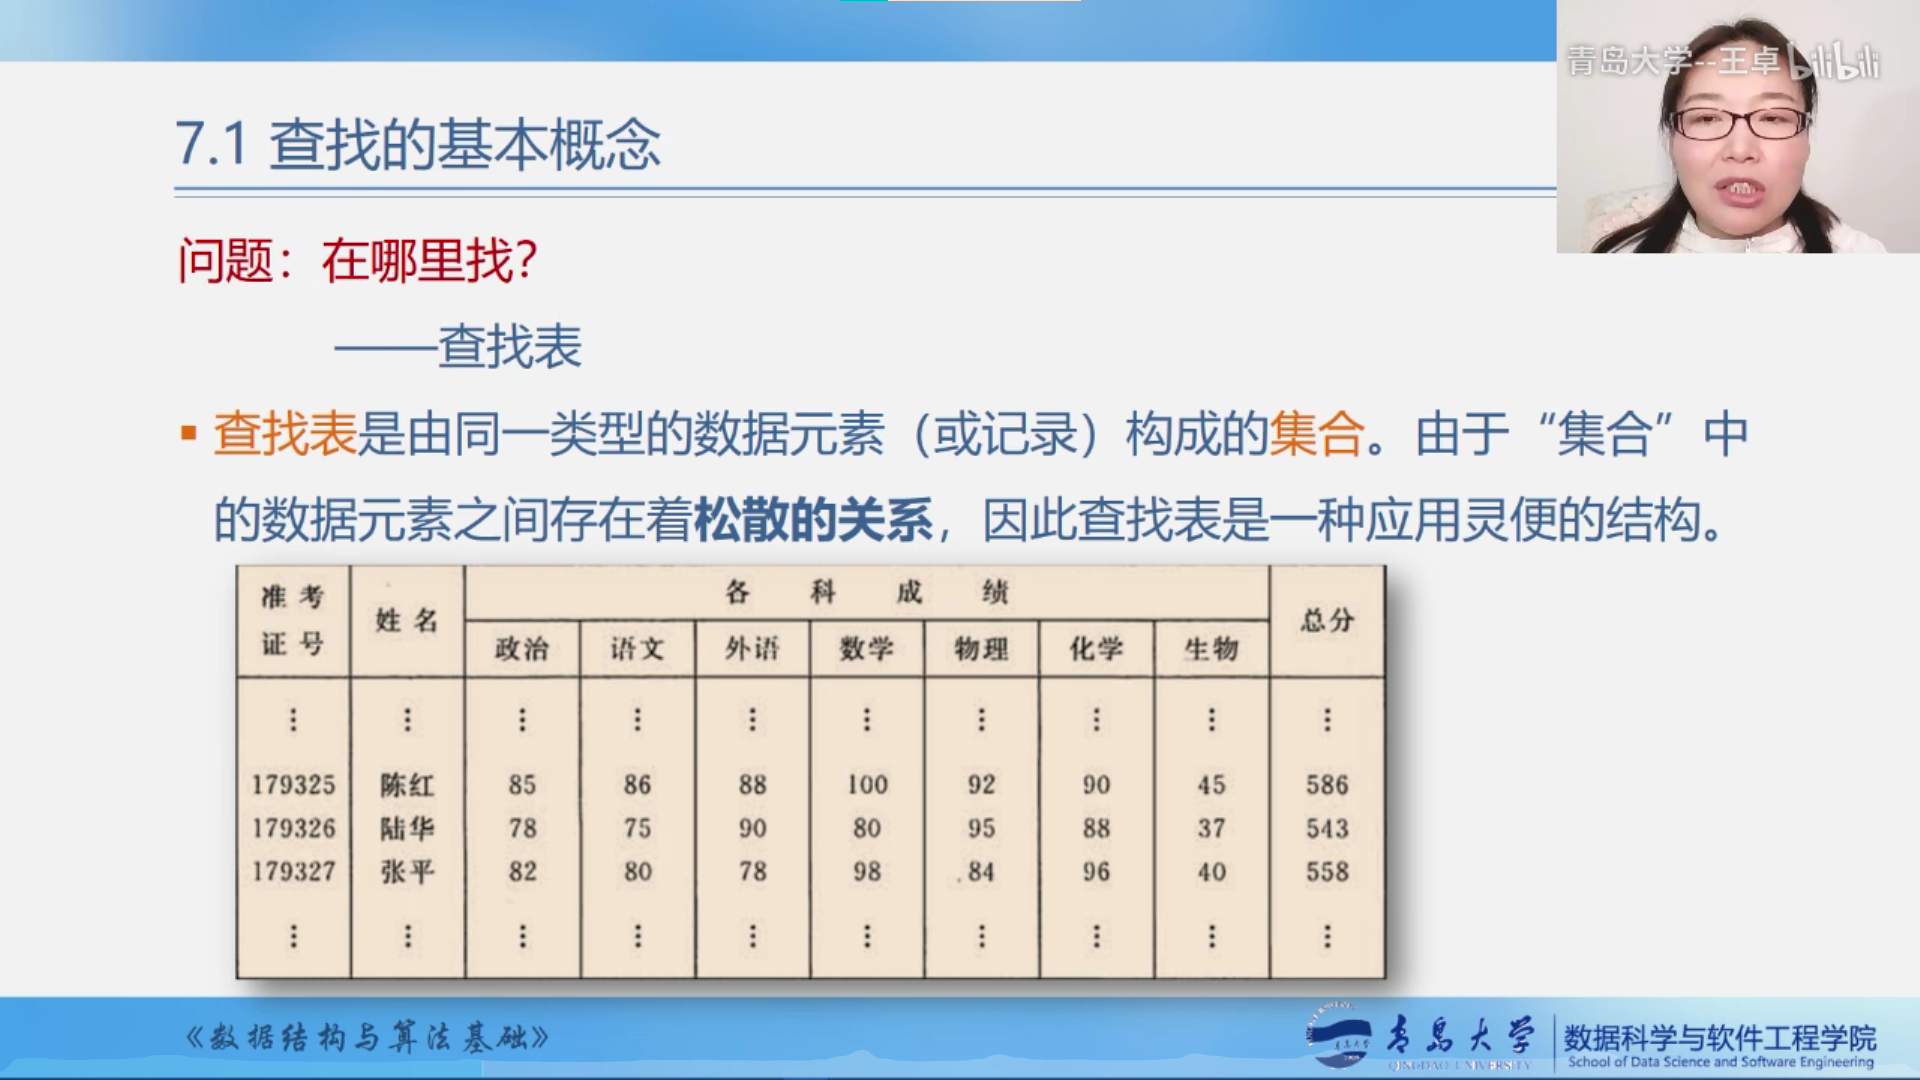 青岛大学--王卓 bilibili
7.1 查找的基本概念
问题：在哪里找？
——查找表
▪ 查找表是由同一类型的数据元素（或记录）构成的集合。由于“集合”中
的数据元素之间存在着松散的关系，因此查找表是一种应用灵便的结构。
准考证号 姓名 各科成绩 总分
政治 语文 外语 数学 物理 化学 生物
⋮ ⋮ ⋮ ⋮ ⋮ ⋮ ⋮ ⋮ ⋮ ⋮
179325 陈红 85 86 88 100 92 90 45 586
179326 陆华 78 75 90 80 95 88 37 543
179327 张平 82 80 78 98 84 96 40 558
⋮ ⋮ ⋮ ⋮ ⋮ ⋮ ⋮ ⋮ ⋮ ⋮
《数据结构与算法基础》
青岛大学
QINGDAO UNIVERSITY
数据科学与软件工程学院
School of Data Science and Software Engineering